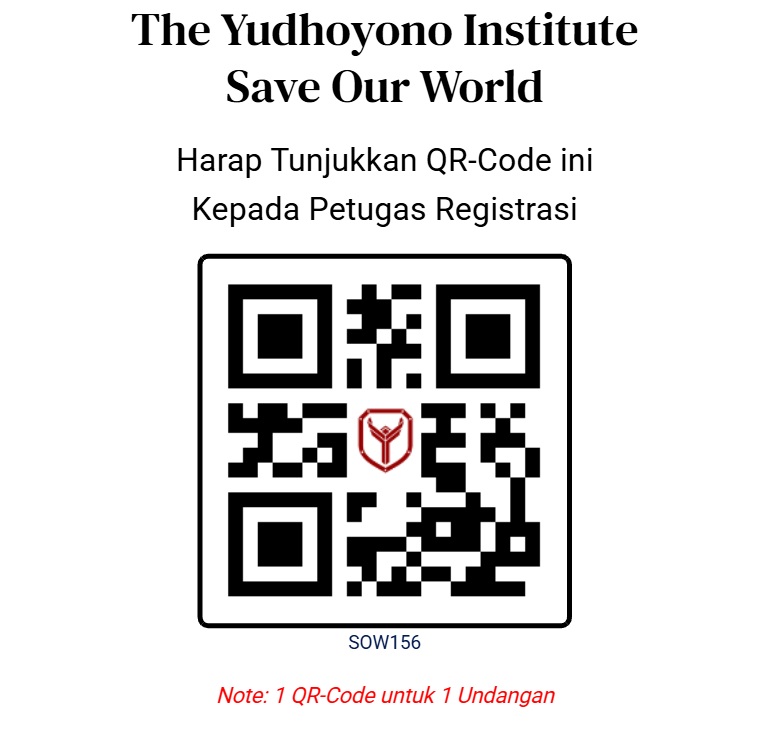 The Yudhoyono Institute
Save Our World
Harap Tunjukkan QR-Code ini
Kepada Petugas Registrasi
SOW156
Note: 1 QR-Code untuk 1 Undangan